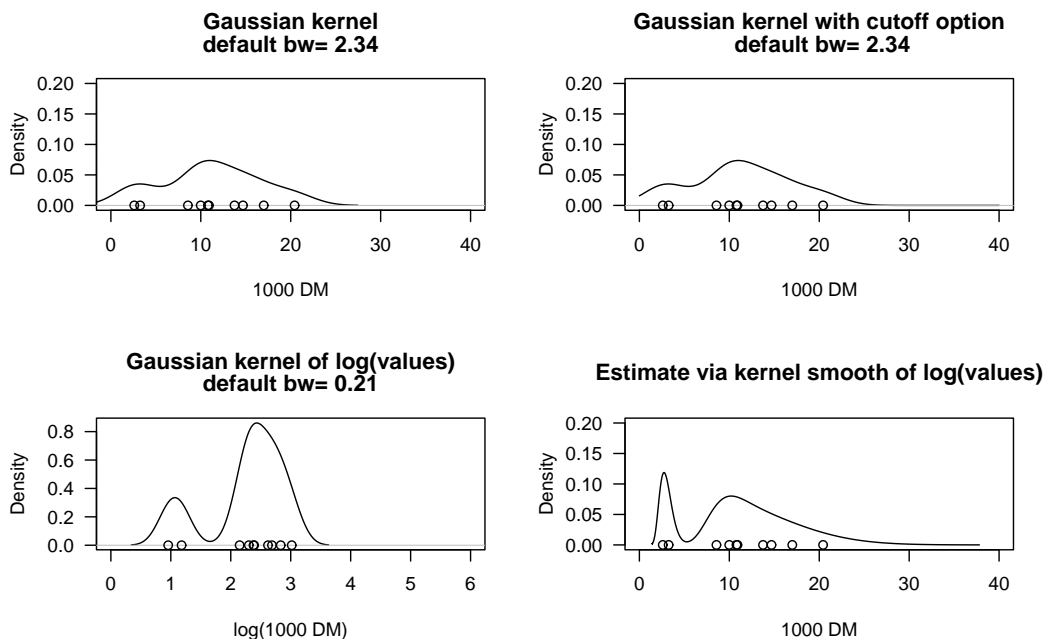 Gaussian kernel
default bw= 2.34
Density
0.20
0.15
0.10
0.05
0.00
0 10 20 30 40
1000 DM
Gaussian kernel with cutoff option
default bw= 2.34
Density
0.20
0.15
0.10
0.05
0.00
0 10 20 30 40
1000 DM
Gaussian kernel of log(values)
default bw= 0.21
Density
0.8
0.6
0.4
0.2
0.0
0 1 2 3 4 5 6
log(1000 DM)
Estimate via kernel smooth of log(values)
Density
0.20
0.15
0.10
0.05
0.00
0 10 20 30 40
1000 DM